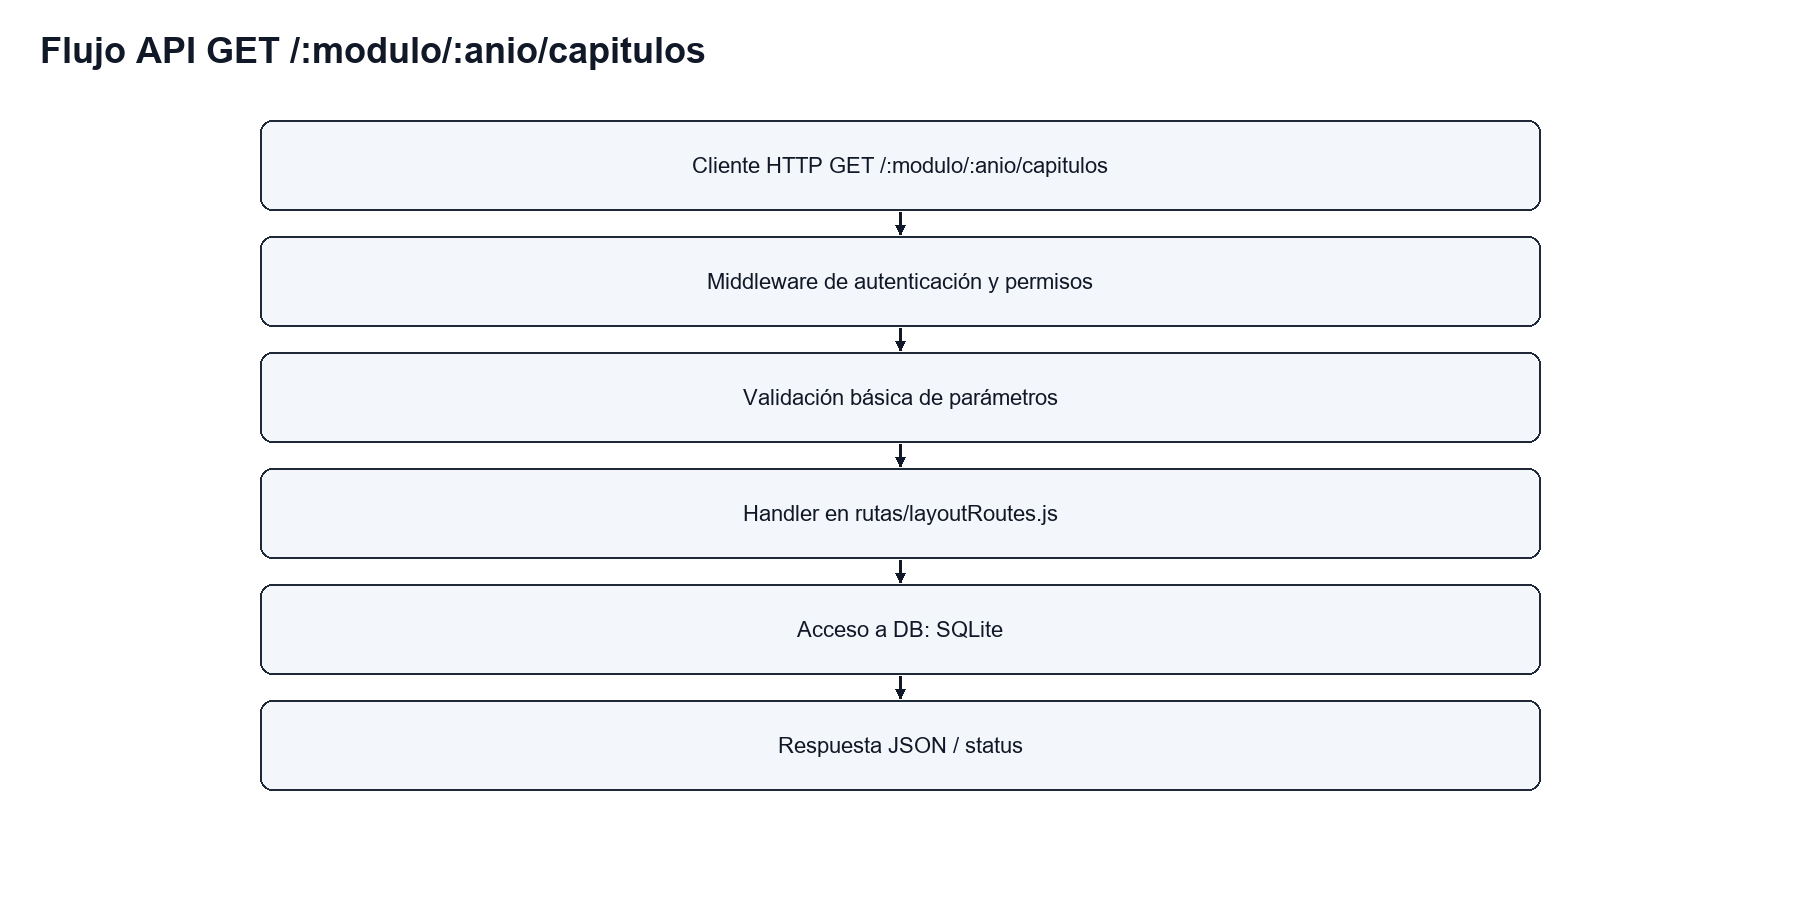 Flujo API GET /:modulo/:anio/capitulos
Cliente HTTP GET /:modulo/:anio/capitulos
Middleware de autenticación y permisos
Validación básica de parámetros
Handler en rutas/layoutRoutes.js
Acceso a DB: SQLite
Respuesta JSON / status